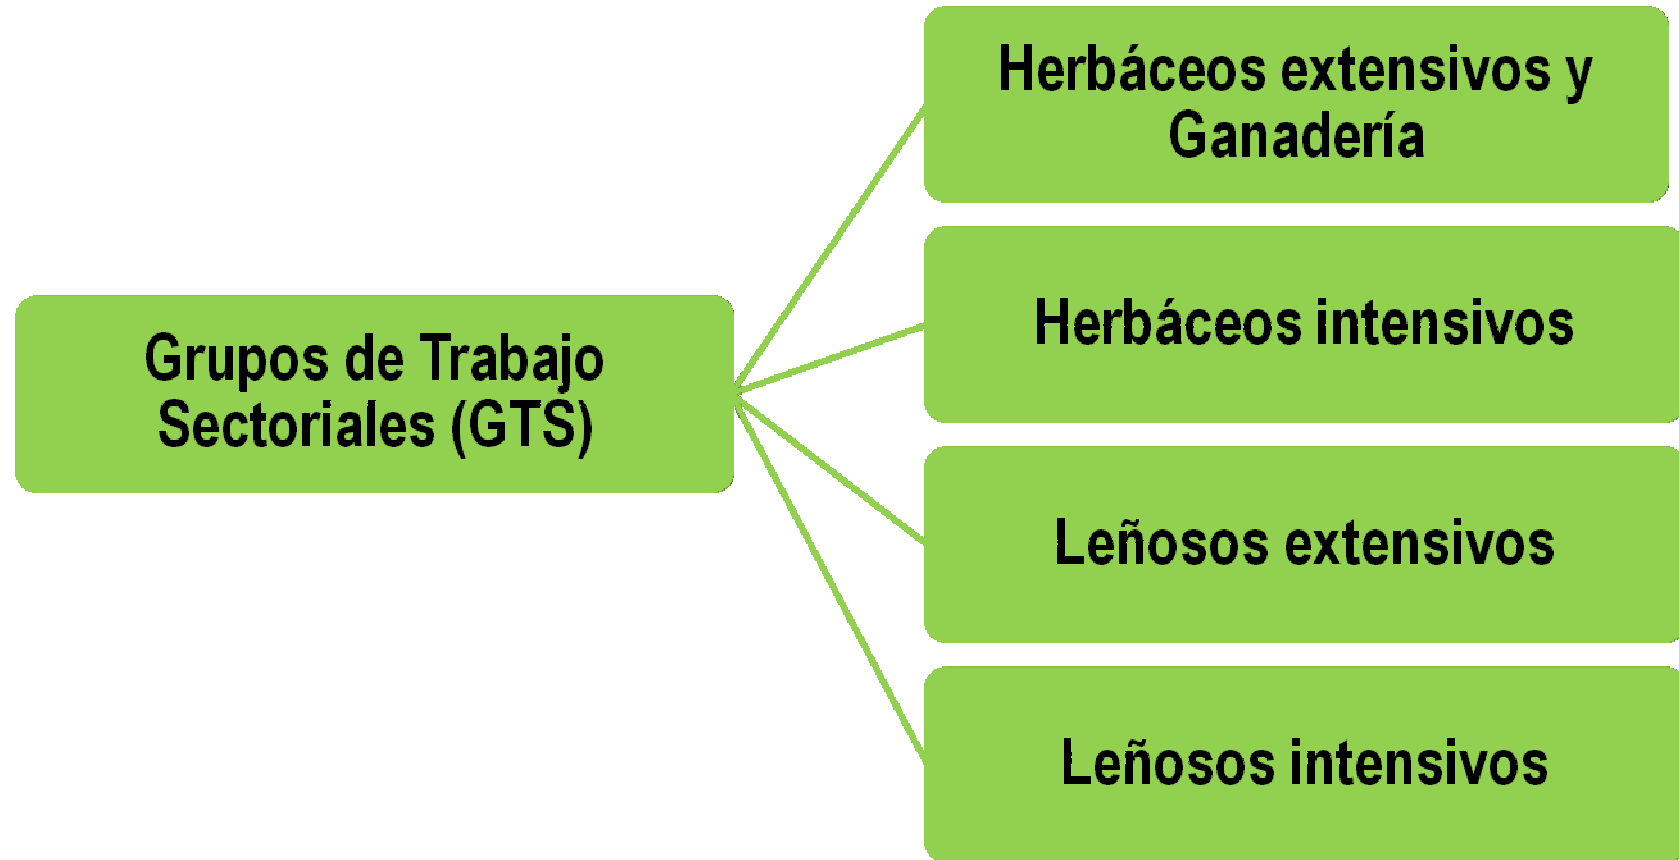 Herbáceos extensivos y
Ganadería
Herbáceos intensivos
Grupos de Trabajo
Sectoriales (GTS)
Leñosos extensivos
Leñosos intensivos